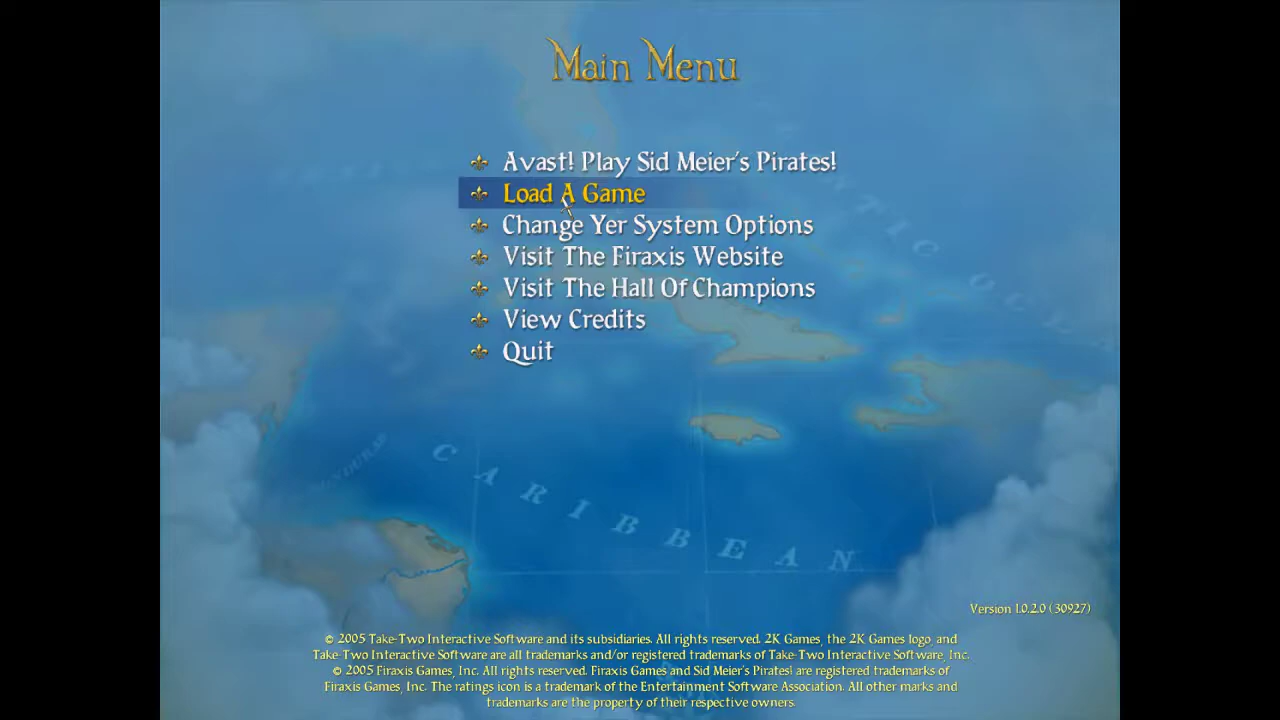 Main Menu
Avast! Play Sid Meier's Pirates!
Load A Game
Change Yer System Options
Visit The Firaxis Website
Visit The Hall Of Champions
View Credits
Quit
CARIBBEAN
Version 1.0.2.0 (30927)
© 2005 Take-Two Interactive Software and its subsidiaries. All rights reserved. 2K Games, the 2K Games logo, and
Take-Two Interactive Software are all trademarks and/or registered trademarks of Take-Two Interactive Software, Inc.
© 2005 Firaxis Games, Inc. All rights reserved. Firaxis Games and Sid Meier's Pirates! are registered trademarks of
Firaxis Games, Inc. The ratings icon is a trademark of the Entertainment Software Association. All other marks and
trademarks are the property of their respective owners.